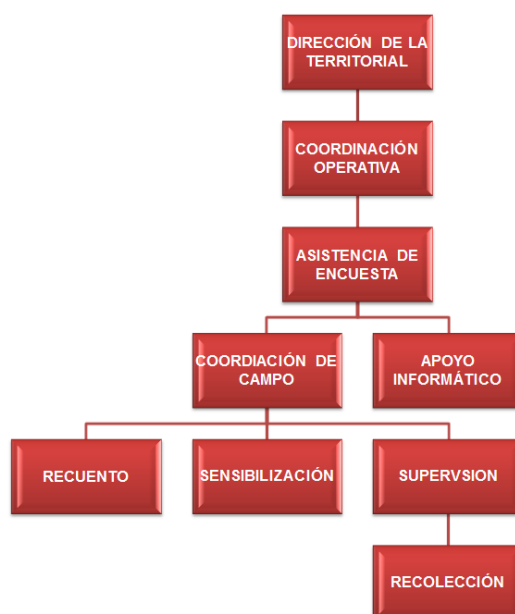 DIRECCIÓN DE LA
TERRITORIAL
COORDINACIÓN
OPERATIVA
ASISTENCIA DE
ENCUESTA
COORDIACIÓN DE
CAMPO
APOYO
INFORMÁTICO
RECUENTO
SENSIBILIZACIÓN
SUPERVSION
RECOLECCIÓN